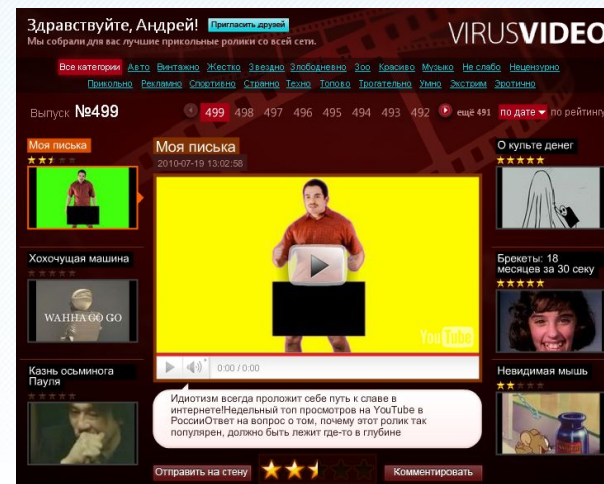 Здравствуйте, Андрей! Пригласить друзей
Мы собрали для вас лучшие прикольные ролики со всей сети.
VIRUSVIDEO
Все категории Авто Винтажно Жестко Звездно Злободневно Зоо Красиво Музыко Не слабо Нецензурно
Прикольно Рекламно Спортивно Странно Техно Топово Трогательно Умно Экстрим Эротично
Выпуск №499
499 498 497 496 495 494 493 492 ещё 491 по дате по рейтингу
Моя писька
Моя писька
2010-07-19 13:02:58
YouTube
0:00 / 0:00
Идиотизм всегда проложит себе путь к славе в
интернете!Недельный топ просмотров на YouTube в
РоссииОтвет на вопрос о том, почему этот ролик так
популярен, должно быть лежит где-то в глубине
Отправить на стену
Комментировать
Хохочущая машина
WAHHA GO GO
Казнь осьминога
Пауля
О культе денег
Брекеты: 18
месяцев за 30 секу
Невидимая мышь